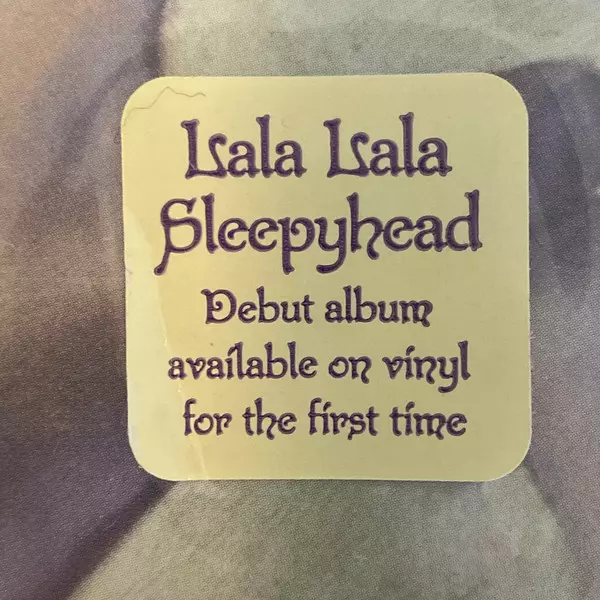 Lala Lala
Sleepyhead
Debut album
available on vinyl
for the first time